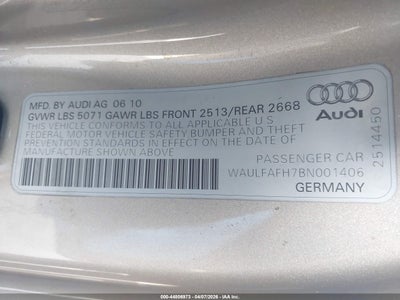 MFD. BY AUDI AG 06 10
GVWR LBS 5071 GAWR LBS FRONT 2513/REAR 2668
THIS VEHICLE CONFORMS TO ALL APPLICABLE U.S
FEDERAL MOTOR VEHICLE SAFETY BUMPER AND THEFT
PREVENTION STANDARDS IN EFFECT ON THE DATE OF
MANUFACTURE SHOWN ABOVE
Audi
PASSENGER CAR
WAULFAFH7BN001406
GERMANY
2514450
000-44808973 - 04/07/2026 - IAA Inc.